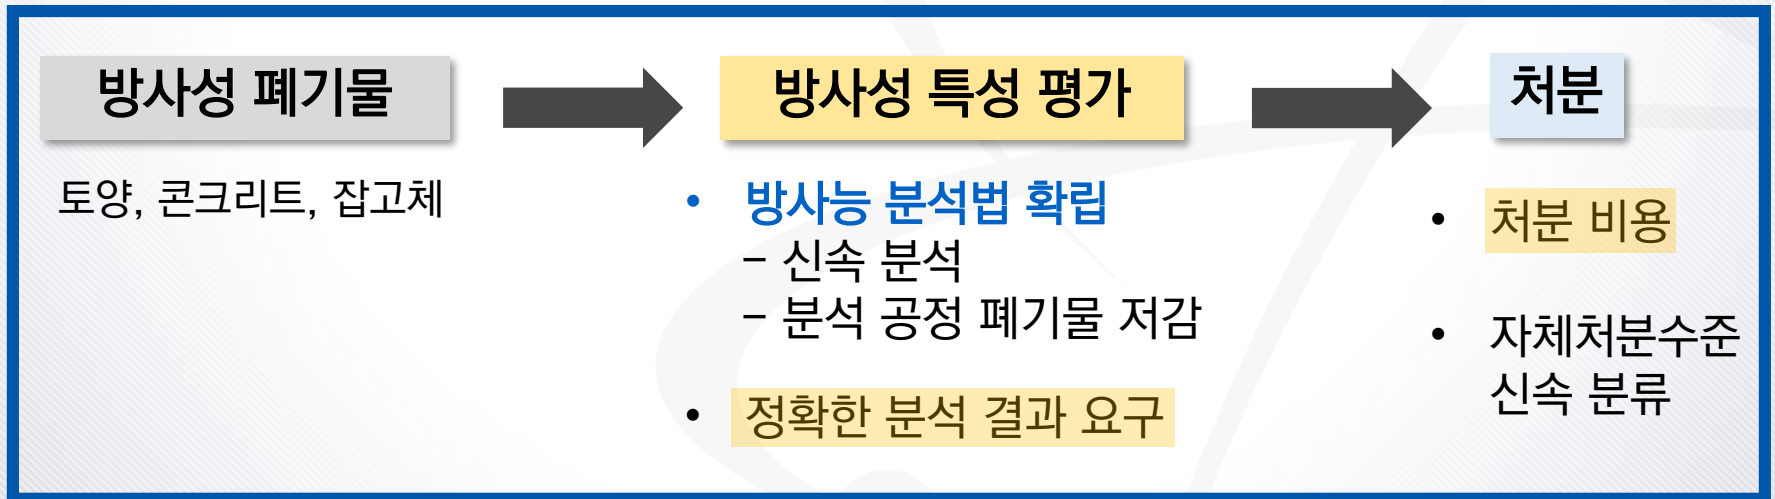 방사성 폐기물
토양, 콘크리트, 잡고체
방사성 특성 평가
• 방사능 분석법 확립
- 신속 분석
- 분석 공정 폐기물 저감
• 정확한 분석 결과 요구
처분
• 처분 비용
• 자체처분수준
신속 분류